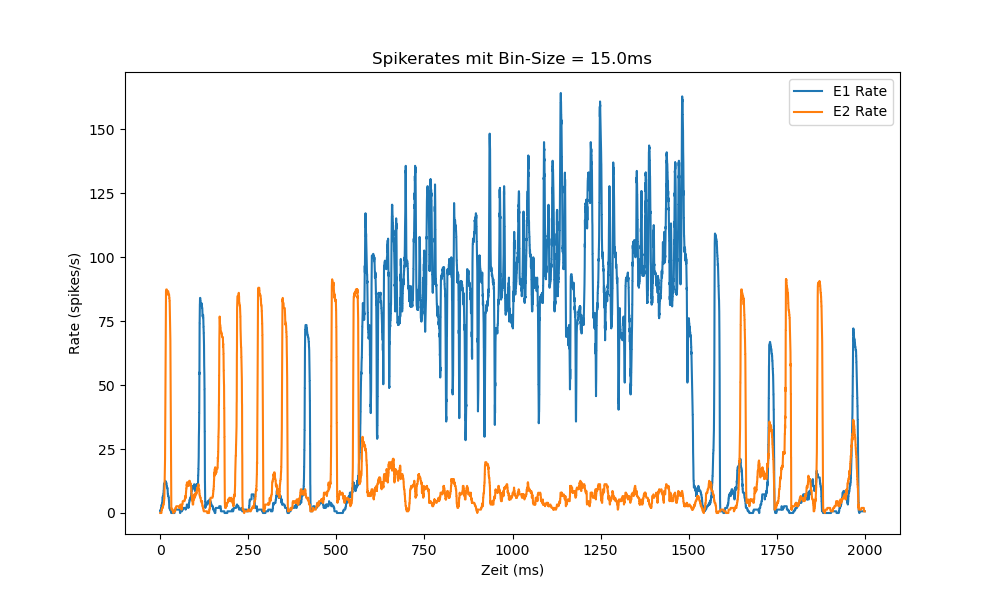 Spikerates mit Bin-Size = 15.0ms
E1 Rate
E2 Rate
Rate (spikes/s)
150
125
100
75
50
25
0
0 250 500 750 1000 1250 1500 1750 2000
Zeit (ms)